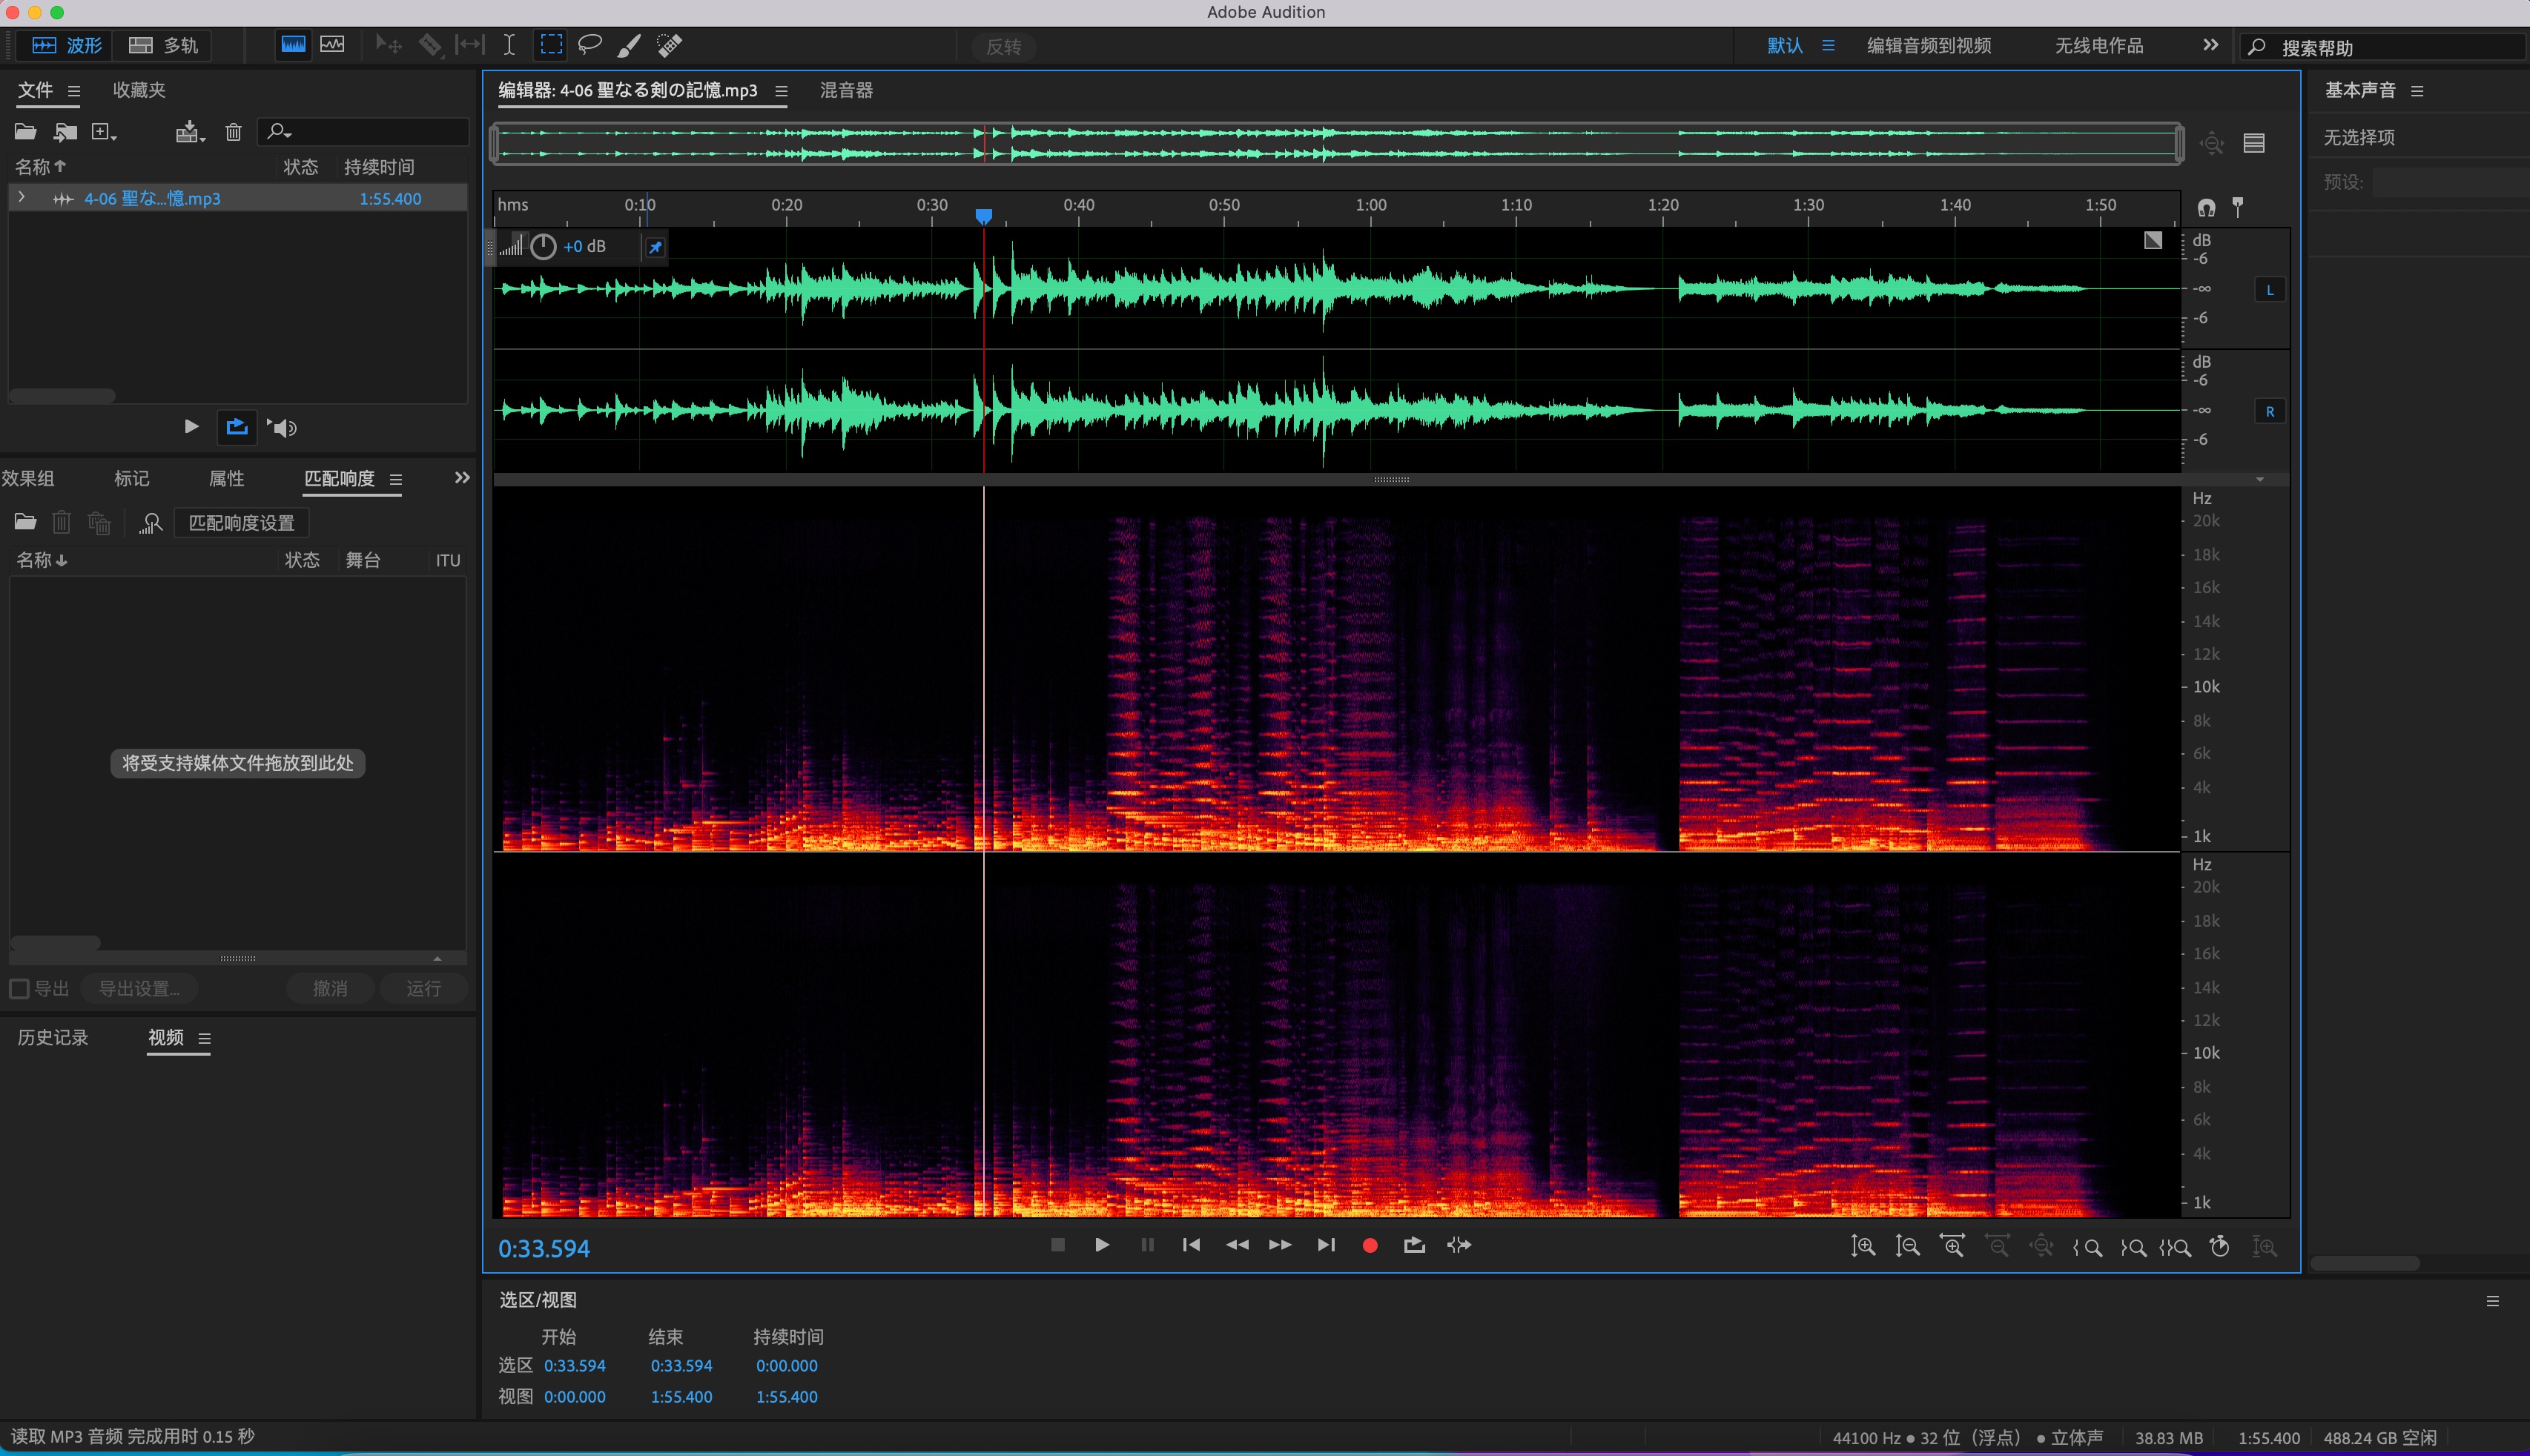 Adobe Audition
波形 多轨 反转 默认 编辑音频到视频 无线电作品 搜索帮助
文件 收藏夹
名称 状态 持续时间
4-06 聖な...憶.mp3 1:55.400
效果组 标记 属性 匹配响度
匹配响度设置
名称 状态 舞台 ITU
将受支持媒体文件拖放到此处
导出 导出设置... 撤消 运行
历史记录 视频
编辑器: 4-06 聖なる剣の記憶.mp3 混音器
hms 0:10 0:20 0:30 0:40 0:50 1:00 1:10 1:20 1:30 1:40 1:50
+0 dB
dB
-6
-∞
-6
L
dB
-6
-∞
-6
R
Hz
20k
18k
16k
14k
12k
10k
8k
6k
4k
1k
Hz
20k
18k
16k
14k
12k
10k
8k
6k
4k
1k
0:33.594
选区/视图
开始 结束 持续时间
选区 0:33.594 0:33.594 0:00.000
视图 0:00.000 1:55.400 1:55.400
基本声音
无选择项
预设:
读取 MP3 音频 完成用时 0.15 秒
44100 Hz ● 32 位（浮点） ● 立体声 38.83 MB 1:55.400 488.24 GB 空闲